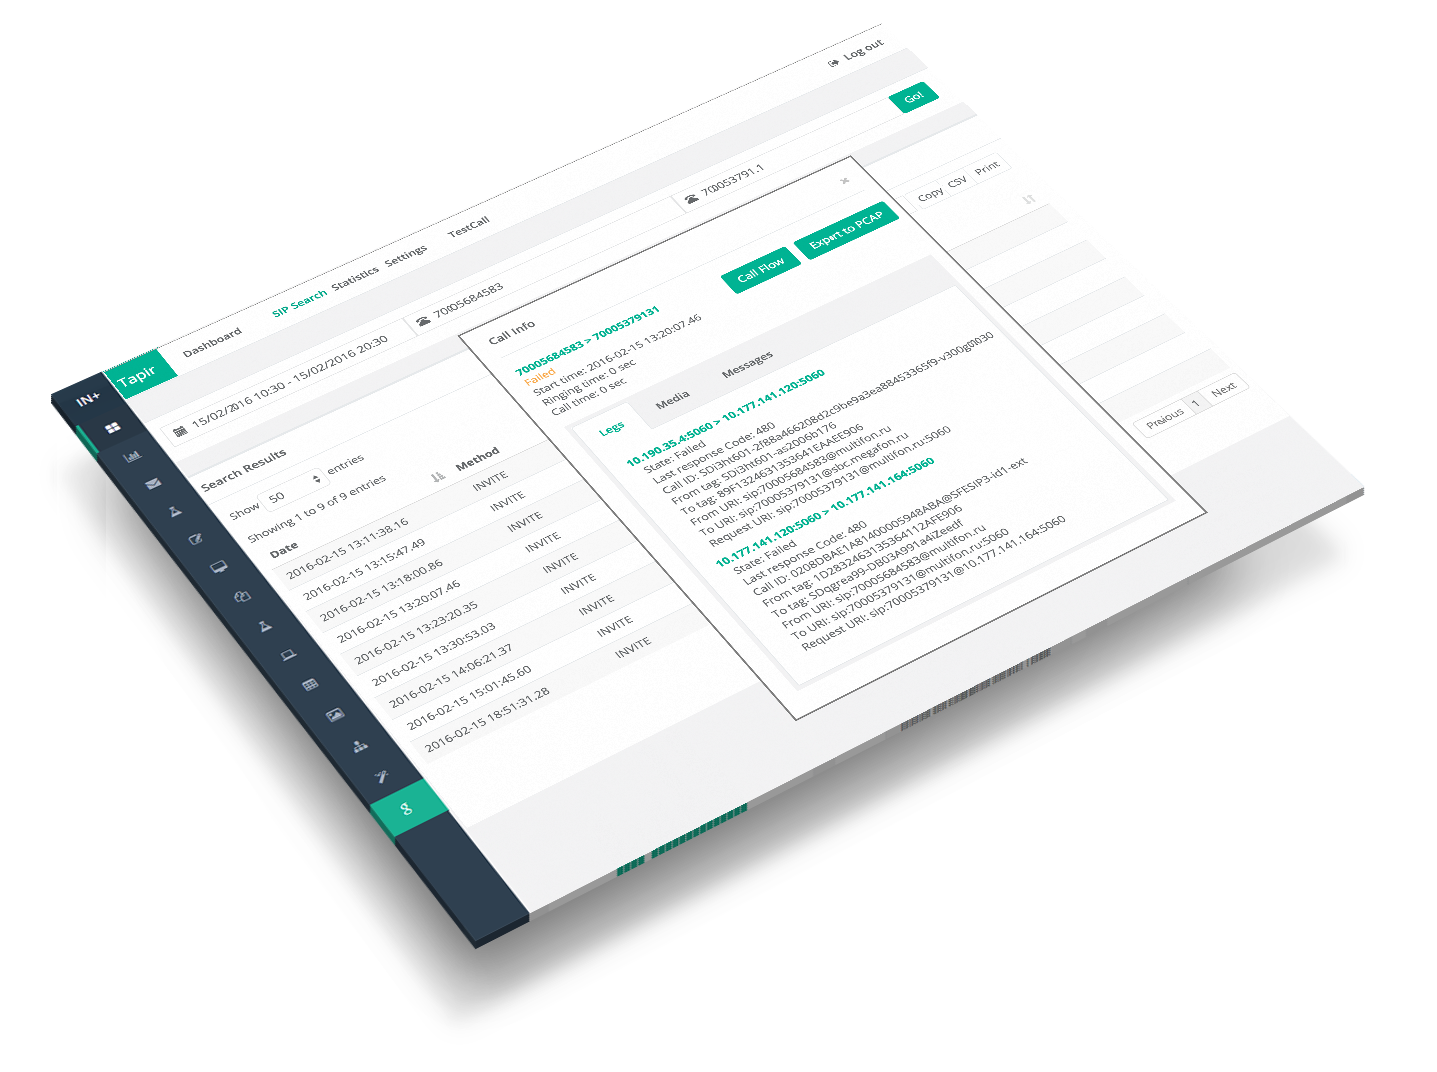 Log out
Go!
IN+
Tapir
Dashboard
SIP Search
Statistics
Settings
TestCall
15/02/2016 10:30 - 15/02/2016 20:30
70005684583
700053791.1
Copy
CSV
Print
Search Results
Show 50 entries
Showing 1 to 9 of 9 entries
Date
Method
2016-02-15 13:11:38.16
INVITE
2016-02-15 13:15:47.49
INVITE
2016-02-15 13:18:00.86
INVITE
2016-02-15 13:20:07.46
INVITE
2016-02-15 13:23:20.35
INVITE
2016-02-15 13:30:53.03
INVITE
2016-02-15 14:06:21.37
INVITE
2016-02-15 15:01:45.60
INVITE
2016-02-15 18:51:31.28
INVITE
Call Info
Call Flow
Export to PCAP
70005684583 > 70005379131
Failed
Start time: 2016-02-15 13:20:07.46
Ringing time: 0 sec
Call time: 0 sec
Legs
Media
Messages
10.190.35.4:5060 > 10.177.141.120:5060
State: Failed
Last response Code: 480
Call ID: SDi3ht601-2f88a466208d2c9be9a3ea88453365f9-v300g00030
From tag: SDi3ht601-as2006b176
To tag: 89F1324631353641EAAEE906
From URI: sip:70005684583@multifon.ru
To URI: sip:70005379131@sbc.megafon.ru
Request URI: sip:70005379131@multifon.ru:5060
10.177.141.120:5060 > 10.177.141.164:5060
State: Failed
Last response Code: 480
Call ID: 0208DBAE1A81400005948ABA@SFESIP3-id1-ext
From tag: 1D2832463135364112AFE906
To tag: SDqgrea99-DB03A991a4iZeedf
From URI: sip:70005684583@multifon.ru
To URI: sip:70005379131@multifon.ru:5060
Request URI: sip:70005379131@10.177.141.164:5060
Previous
1
Next